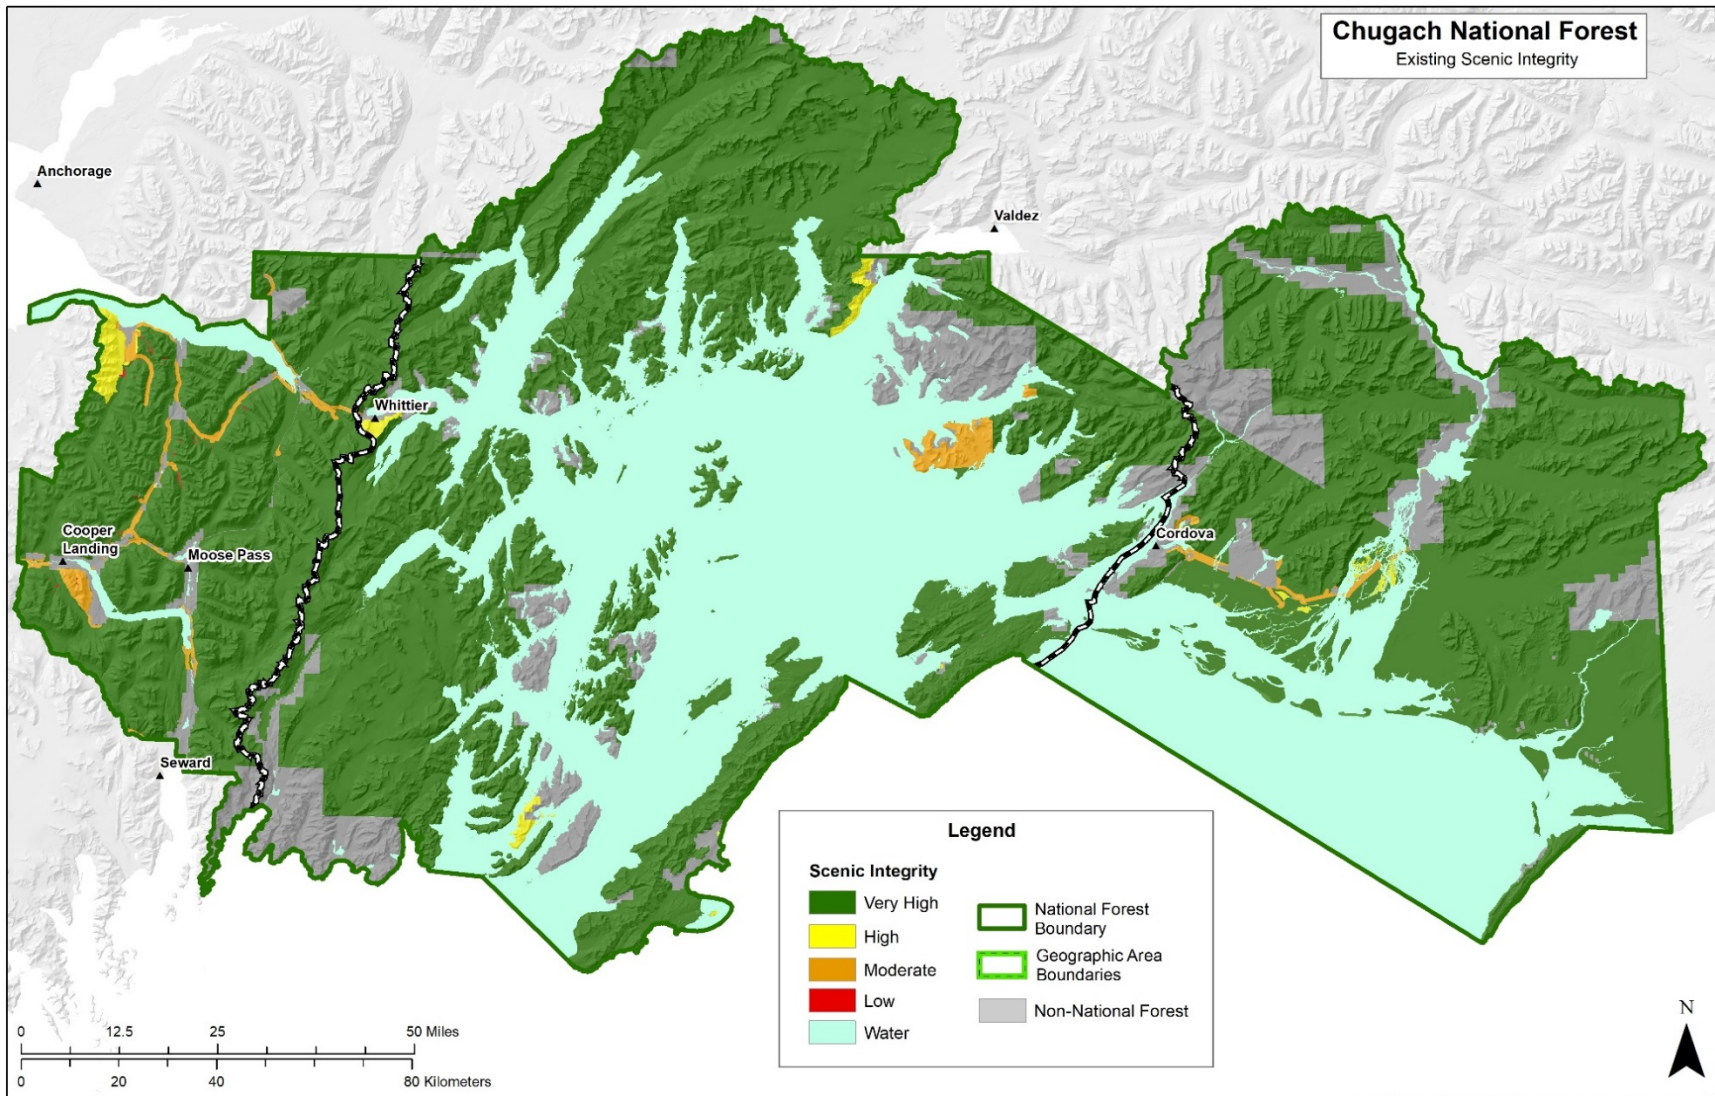 Chugach National Forest
Existing Scenic Integrity
Anchorage
Valdez
Whittier
Cooper
Landing
Moose Pass
Cordova
Seward
Legend
Scenic Integrity
Very High
High
Moderate
Low
Water
National Forest
Boundary
Geographic Area
Boundaries
Non-National Forest
0 12.5 25 50 Miles
0 20 40 80 Kilometers
N